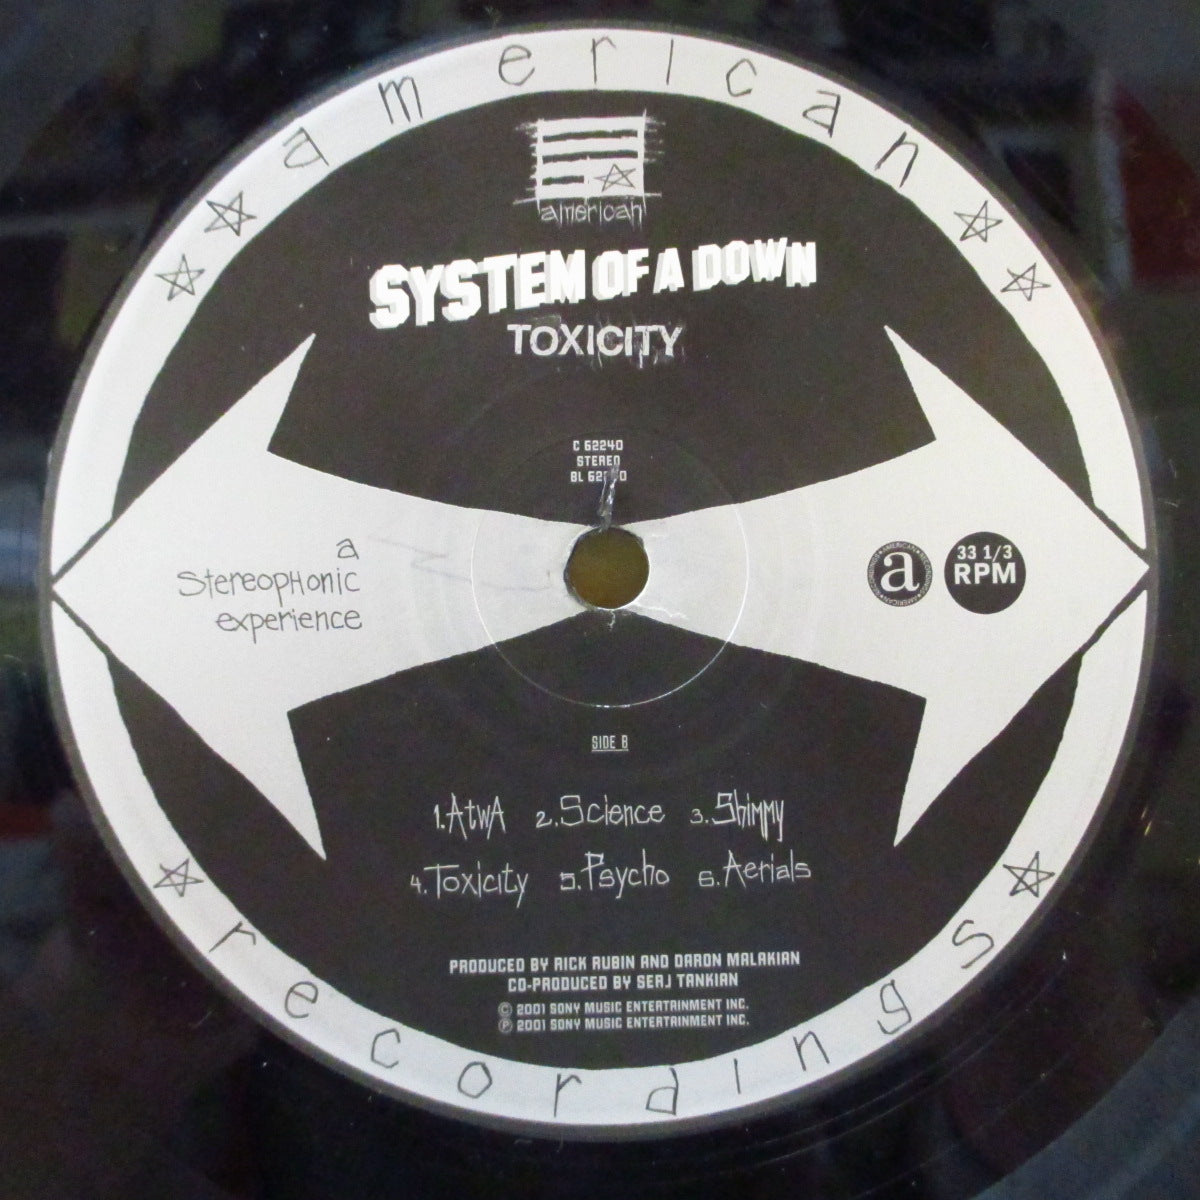 american
american
SYSTEM OF A DOWN
TOXICITY
C 62240
STEREO
a
StereopHonic
experience
a
33 1/3
RPM
SIDE B
1. AtwA 2. Science 3. Shimmy
4. Toxicity 5. Psycho 6. Aerials
PRODUCED BY RICK RUBIN AND DARON MALAKIAN
CO-PRODUCED BY SERJ TANKIAN
© 2001 SONY MUSIC ENTERTAINMENT INC.
℗ 2001 SONY MUSIC ENTERTAINMENT INC.
recordings